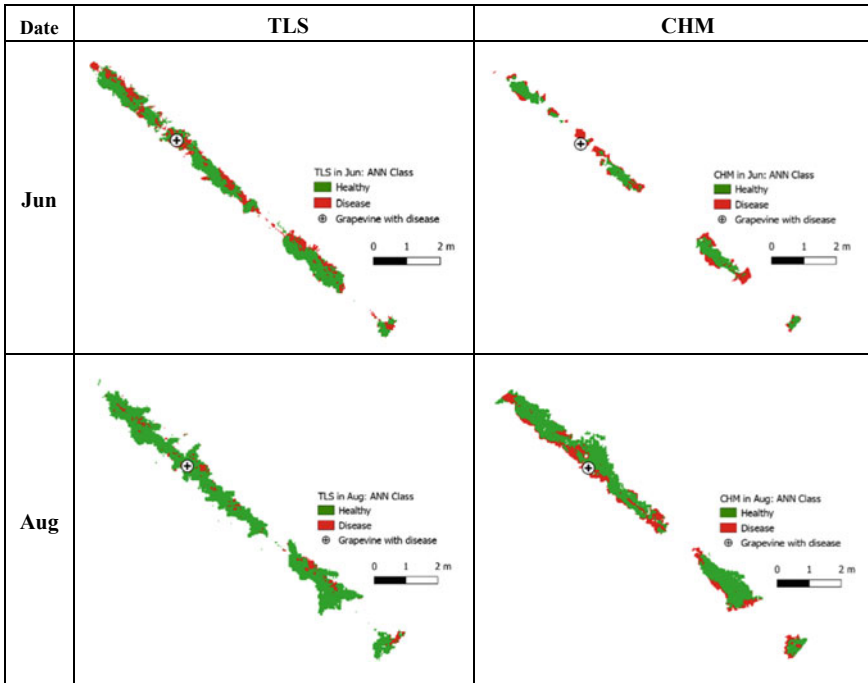 Date TLS CHM
Jun
TLS in Jun: ANN Class
Healthy
Disease
Grapevine with disease
0 1 2 m
CHM in Jun: ANN Class
Healthy
Disease
Grapevine with disease
0 1 2 m
Aug
TLS in Aug: ANN Class
Healthy
Disease
Grapevine with disease
0 1 2 m
CHM in Aug: ANN Class
Healthy
Disease
Grapevine with disease
0 1 2 m